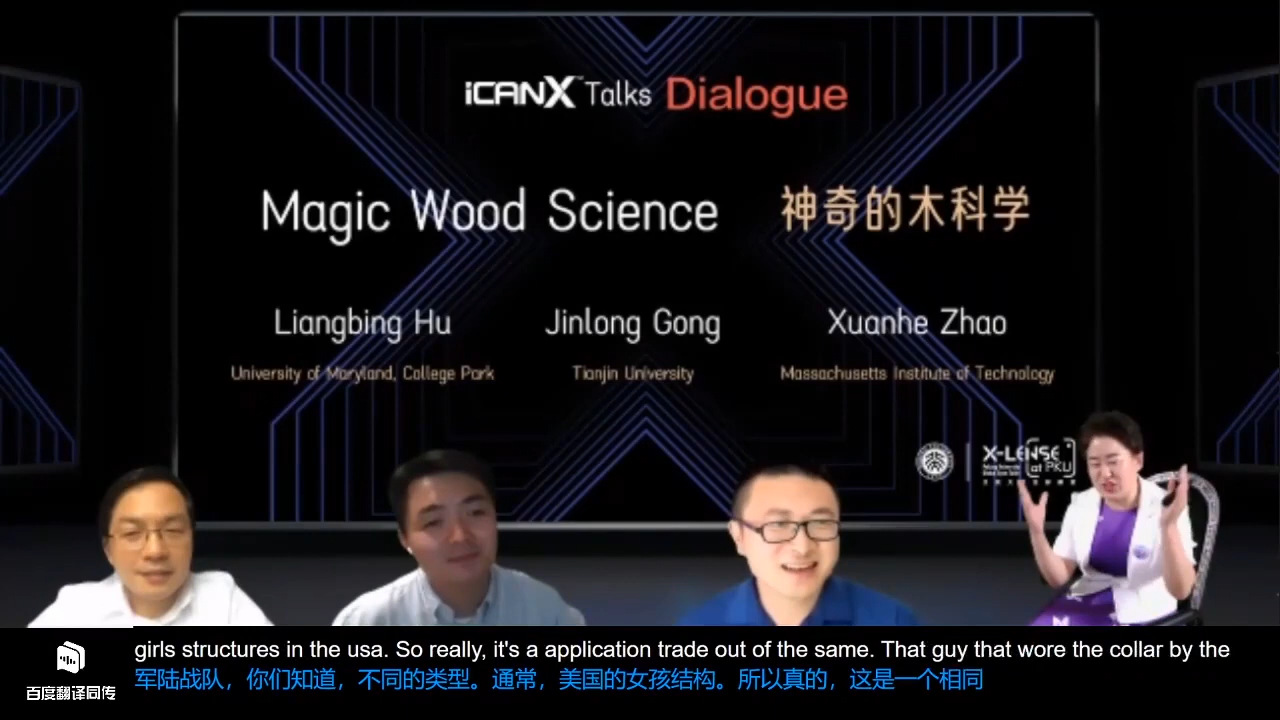 iCANX™ Talks Dialogue
Magic Wood Science 神奇的木科学
Liangbing Hu Jinlong Gong Xuanhe Zhao
University of Maryland, College Park Tianjin University Massachusetts Institute of Technology
X-LENSE
at PKU
girls structures in the usa. So really, it's a application trade out of the same. That guy that wore the collar by the
军陆战队，你们知道，不同的类型。通常，美国的女孩结构。所以真的，这是一个相同
百度翻译同传